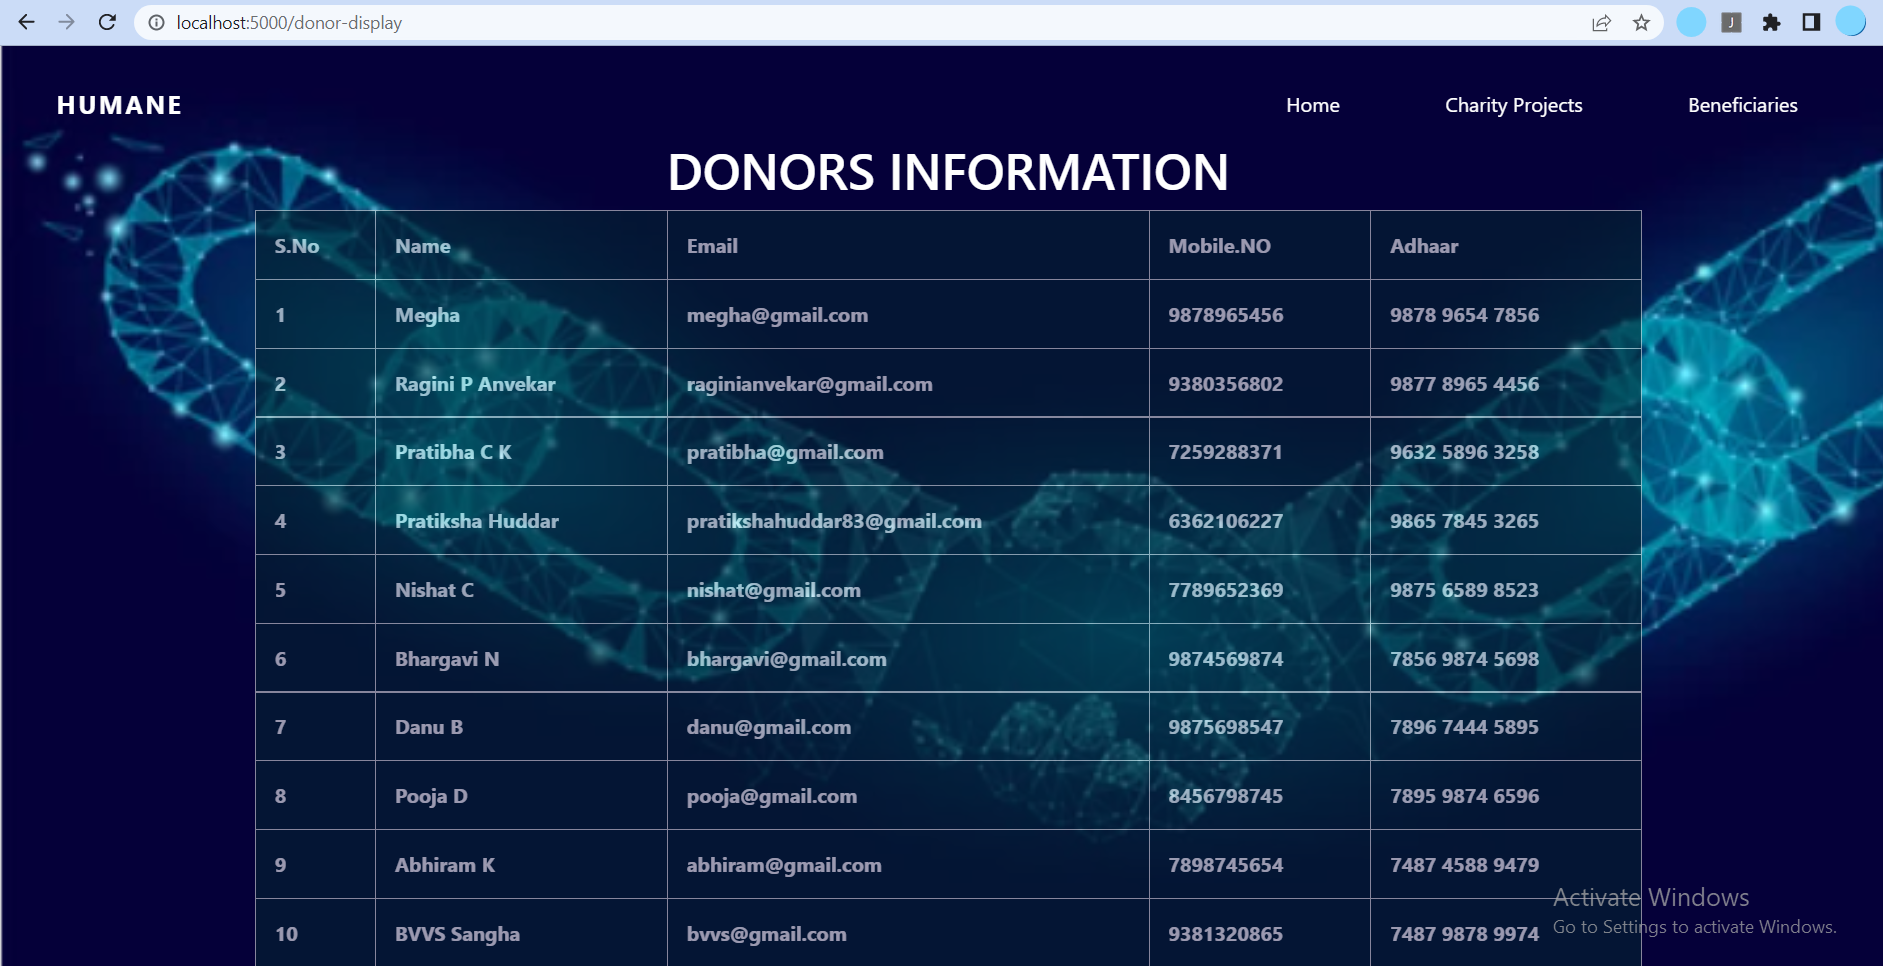 localhost:5000/donor-display
J
HUMANE Home Charity Projects Beneficiaries
DONORS INFORMATION
S.No Name Email Mobile.NO Adhaar
1 Megha megha@gmail.com 9878965456 9878 9654 7856
2 Ragini P Anvekar raginianvekar@gmail.com 9380356802 9877 8965 4456
3 Pratibha C K pratibha@gmail.com 7259288371 9632 5896 3258
4 Pratiksha Huddar pratikshahuddar83@gmail.com 6362106227 9865 7845 3265
5 Nishat C nishat@gmail.com 7789652369 9875 6589 8523
6 Bhargavi N bhargavi@gmail.com 9874569874 7856 9874 5698
7 Danu B danu@gmail.com 9875698547 7896 7444 5895
8 Pooja D pooja@gmail.com 8456798745 7895 9874 6596
9 Abhiram K abhiram@gmail.com 7898745654 7487 4588 9479
10 BVVS Sangha bvvs@gmail.com 9381320865 7487 9878 9974
Activate Windows
Go to Settings to activate Windows.